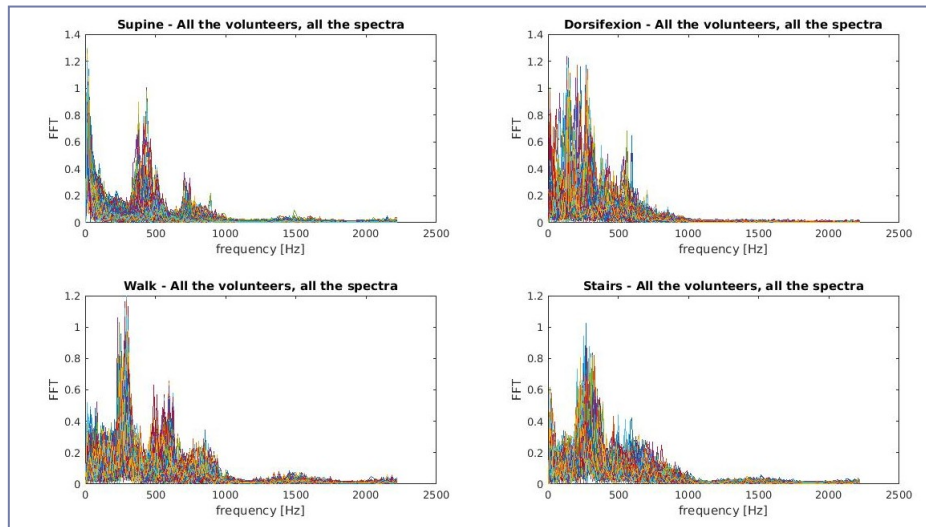 Supine - All the volunteers, all the spectra
1.4
1.2
1
0.8
0.6
0.4
0.2
0
FFT
0 500 1000 1500 2000 2500
frequency [Hz]
Dorsifexion - All the volunteers, all the spectra
1.4
1.2
1
0.8
0.6
0.4
0.2
0
FFT
0 500 1000 1500 2000 2500
frequency [Hz]
Walk - All the volunteers, all the spectra
1.2
1
0.8
0.6
0.4
0.2
0
FFT
0 500 1000 1500 2000 2500
frequency [Hz]
Stairs - All the volunteers, all the spectra
1.2
1
0.8
0.6
0.4
0.2
0
FFT
0 500 1000 1500 2000 2500
frequency [Hz]